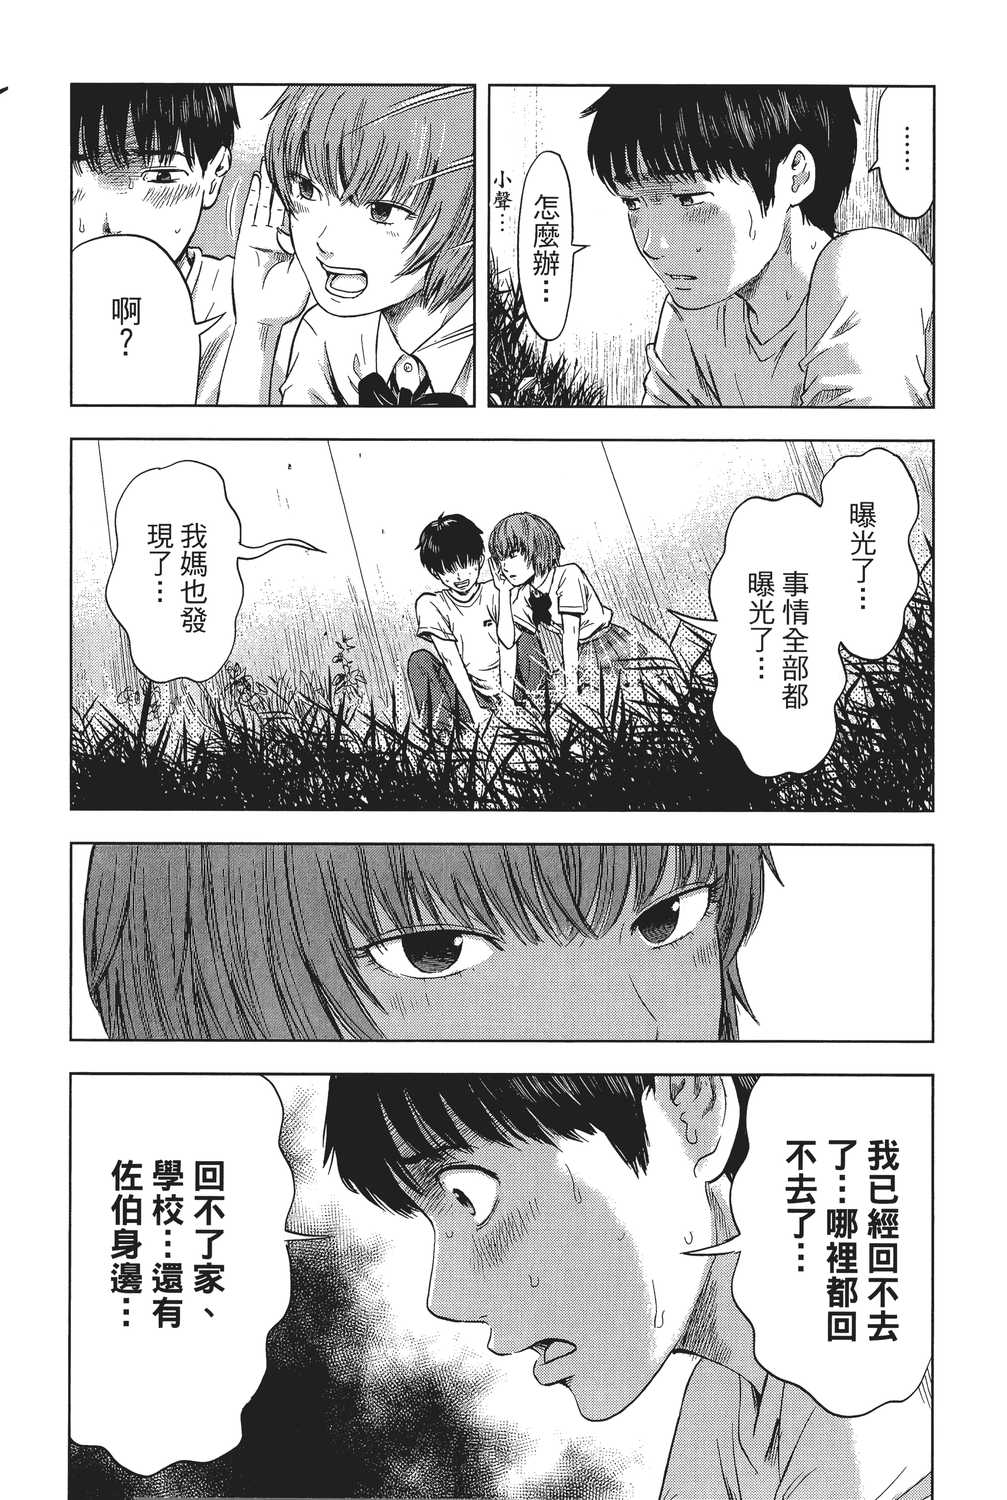 ……
怎麼辦…
小聲…
啊？
曝光了…
事情全部都
曝光了…
我媽也發
現了…
我已經回不去
了…哪裡都回
不去了…
回不了家、
學校…還有
佐伯身邊…